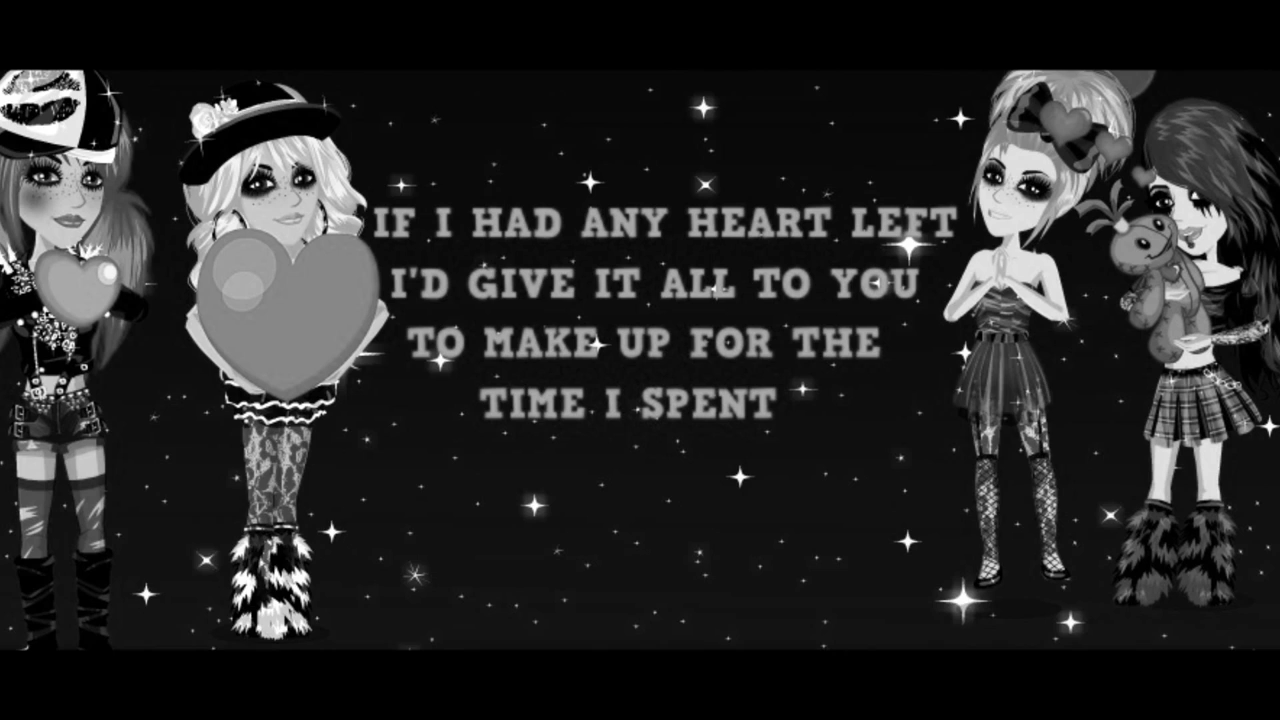 IF I HAD ANY HEART LEFT
I'D GIVE IT ALL TO YOU
TO MAKE UP FOR THE
TIME I SPENT